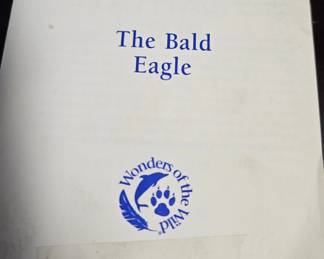 The Bald
Eagle
Wonders of the Wild®